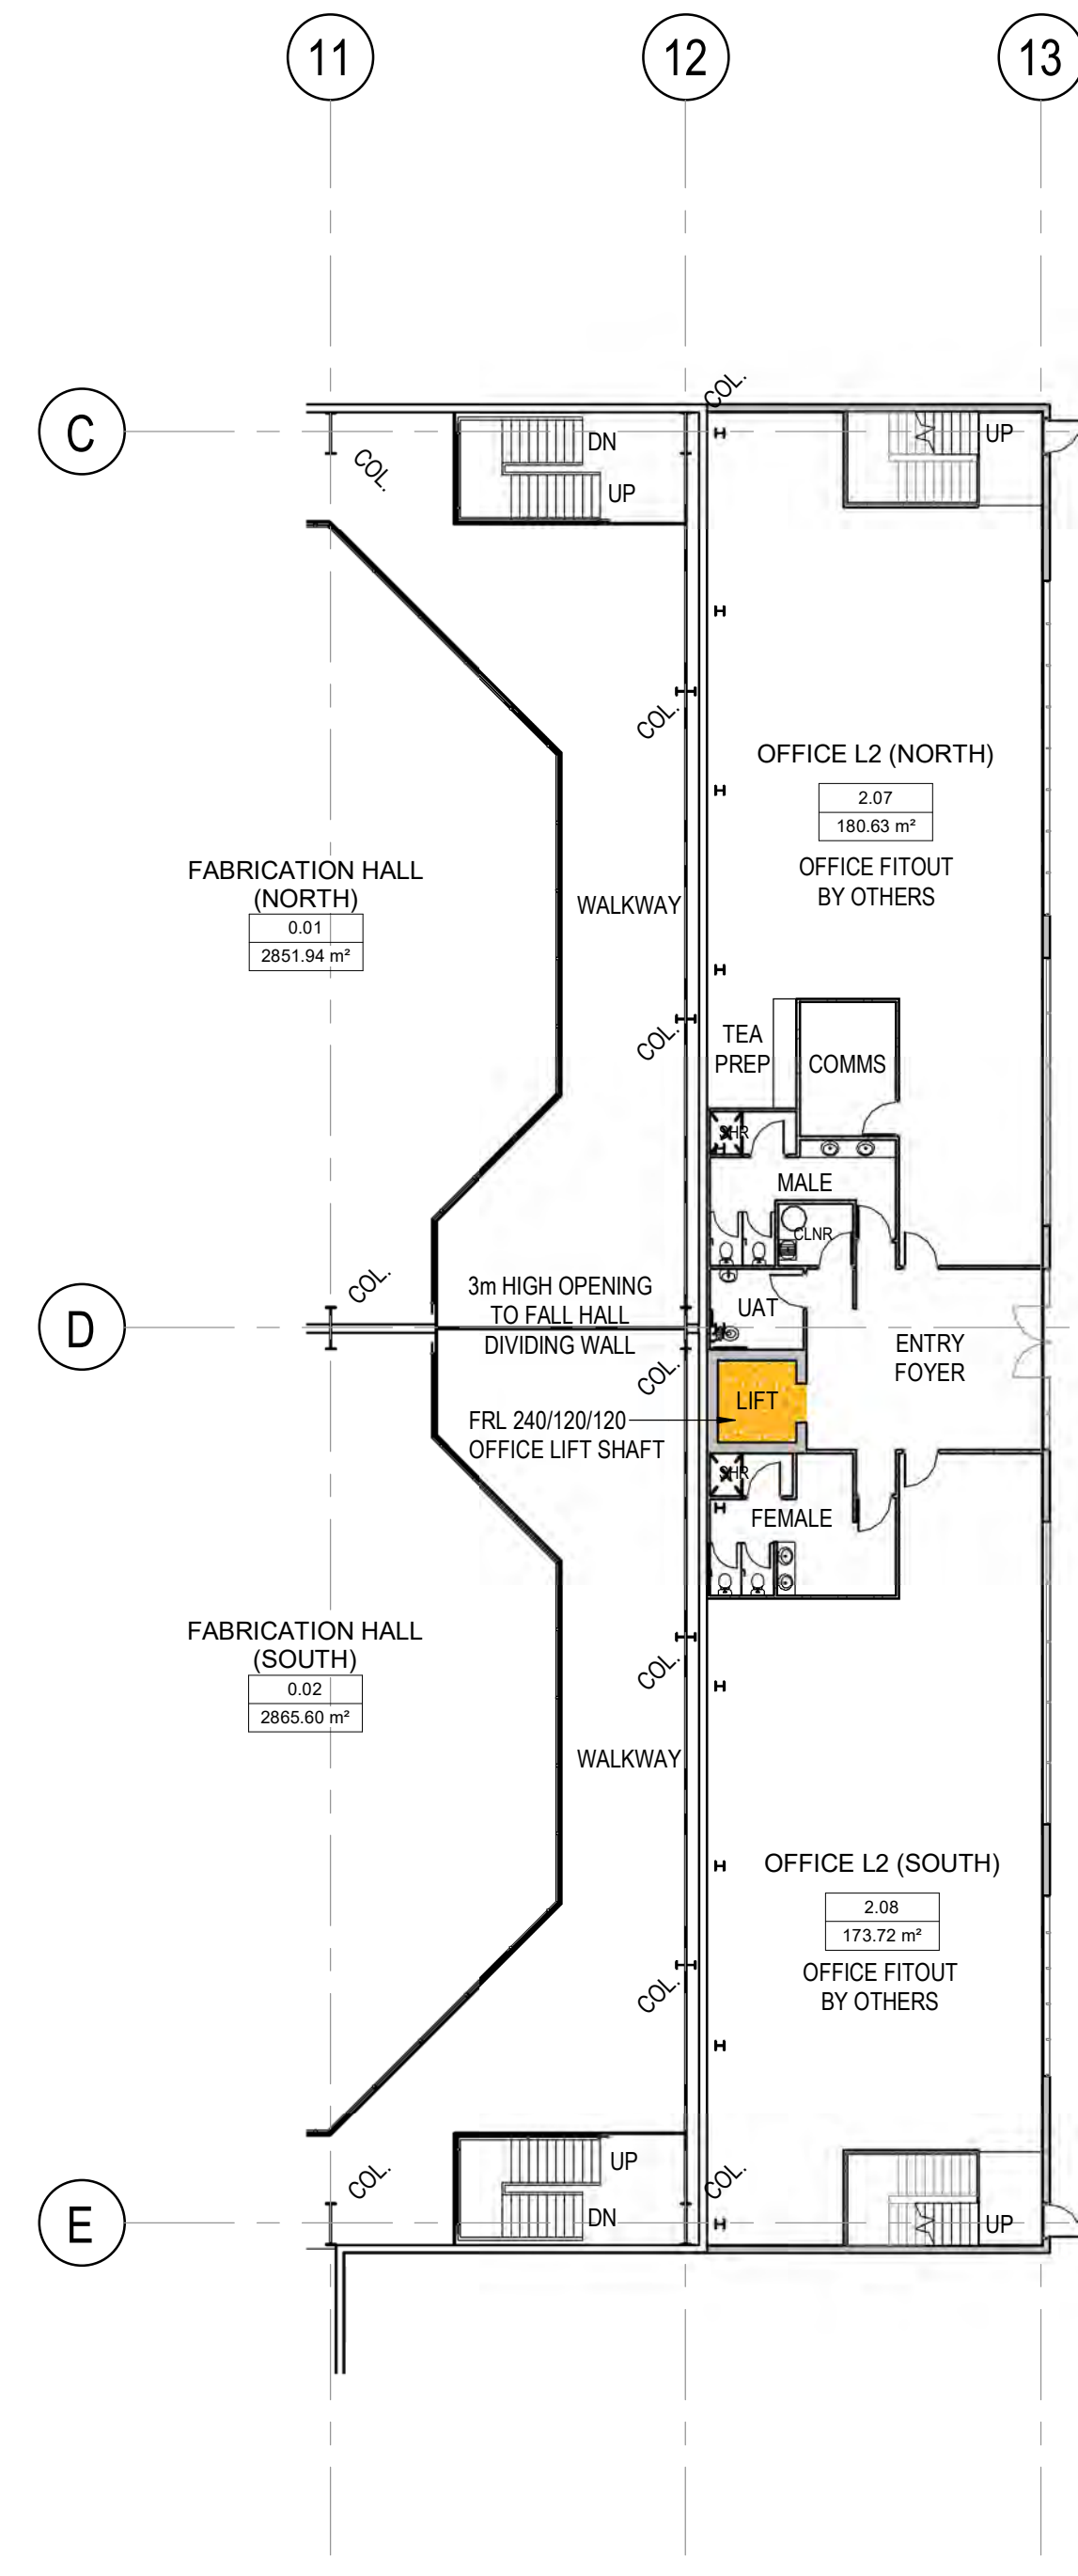 11
12
13
C
COL.
COL.
DN
UP
UP
COL.
OFFICE L2 (NORTH)
2.07
180.63 m²
OFFICE FITOUT
BY OTHERS
FABRICATION HALL
(NORTH)
0.01
2851.94 m²
WALKWAY
COL.
TEA
PREP
COMMS
SHR
MALE
CLNR
COL.
3m HIGH OPENING
TO FALL HALL
DIVIDING WALL
D
UAT
ENTRY
FOYER
COL.
LIFT
FRL 240/120/120
OFFICE LIFT SHAFT
SHR
FEMALE
FABRICATION HALL
(SOUTH)
0.02
2865.60 m²
COL.
WALKWAY
OFFICE L2 (SOUTH)
2.08
173.72 m²
OFFICE FITOUT
BY OTHERS
COL.
COL.
UP
COL.
E
DN
UP